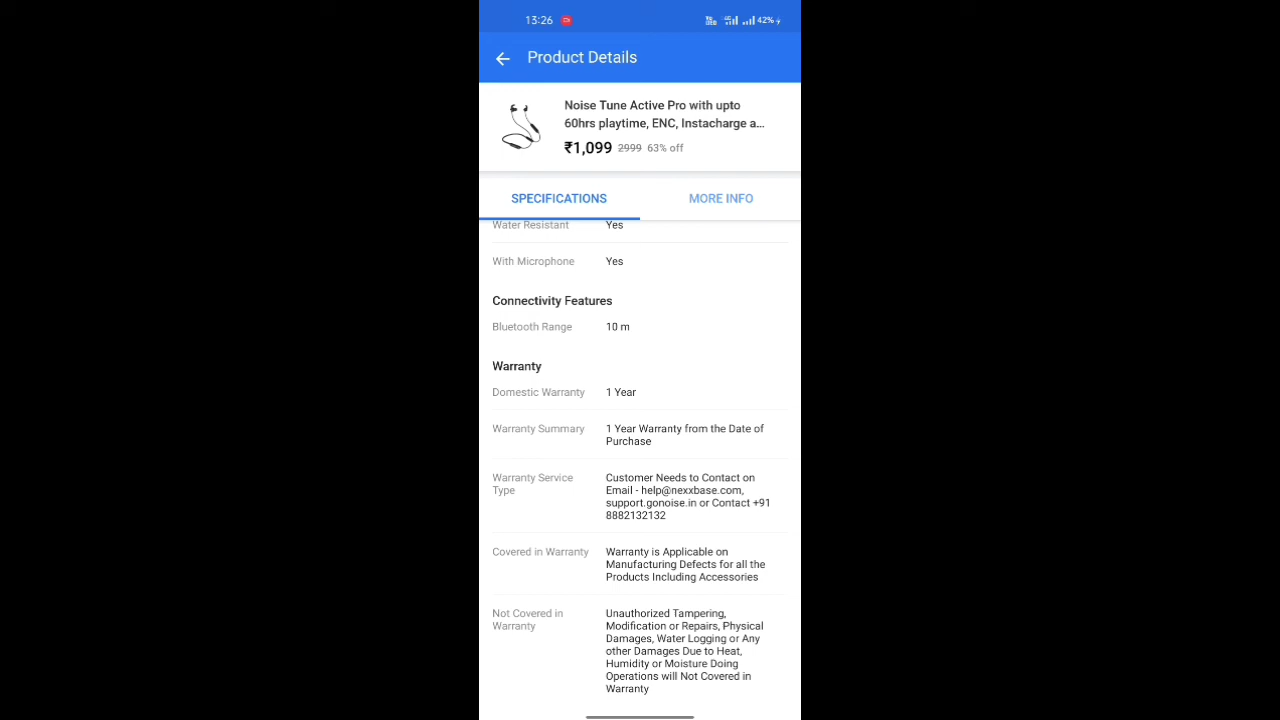 13:26
42%
Product Details
Noise Tune Active Pro with upto
60hrs playtime, ENC, Instacharge a...
₹1,099 2999 63% off
SPECIFICATIONS MORE INFO
Water Resistant Yes
With Microphone Yes
Connectivity Features
Bluetooth Range 10 m
Warranty
Domestic Warranty 1 Year
Warranty Summary 1 Year Warranty from the Date of
Purchase
Warranty Service Customer Needs to Contact on
Type Email - help@nexxbase.com,
support.gonoise.in or Contact +91
8882132132
Covered in Warranty Warranty is Applicable on
Manufacturing Defects for all the
Products Including Accessories
Not Covered in Unauthorized Tampering,
Warranty Modification or Repairs, Physical
Damages, Water Logging or Any
other Damages Due to Heat,
Humidity or Moisture Doing
Operations will Not Covered in
Warranty